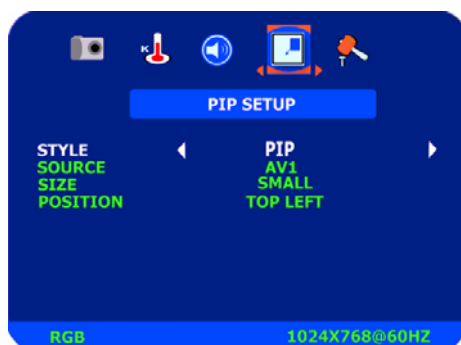 K
T
PIP SETUP
STYLE PIP
SOURCE AV1
SIZE SMALL
POSITION TOP LEFT
RGB 1024X768@60HZ